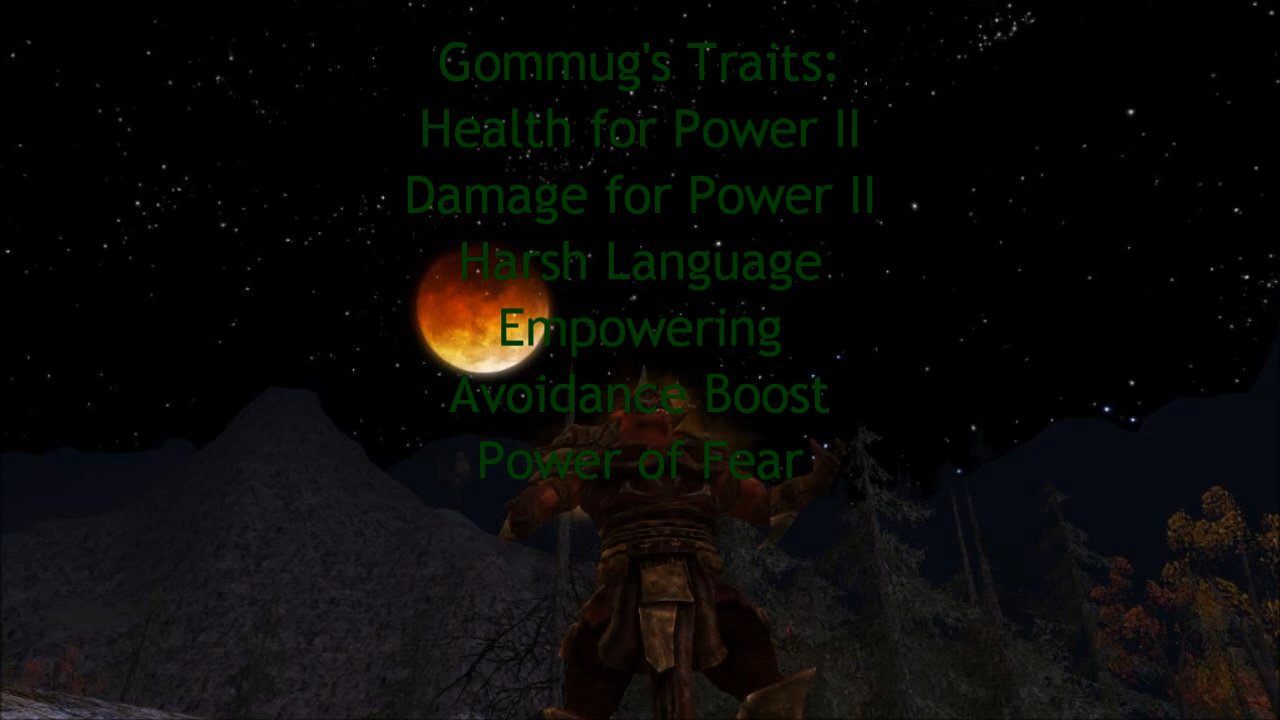 Gommug's Traits:
Health for Power II
Damage for Power II
Harsh Language
Empowering
Avoidance Boost
Power of Fear